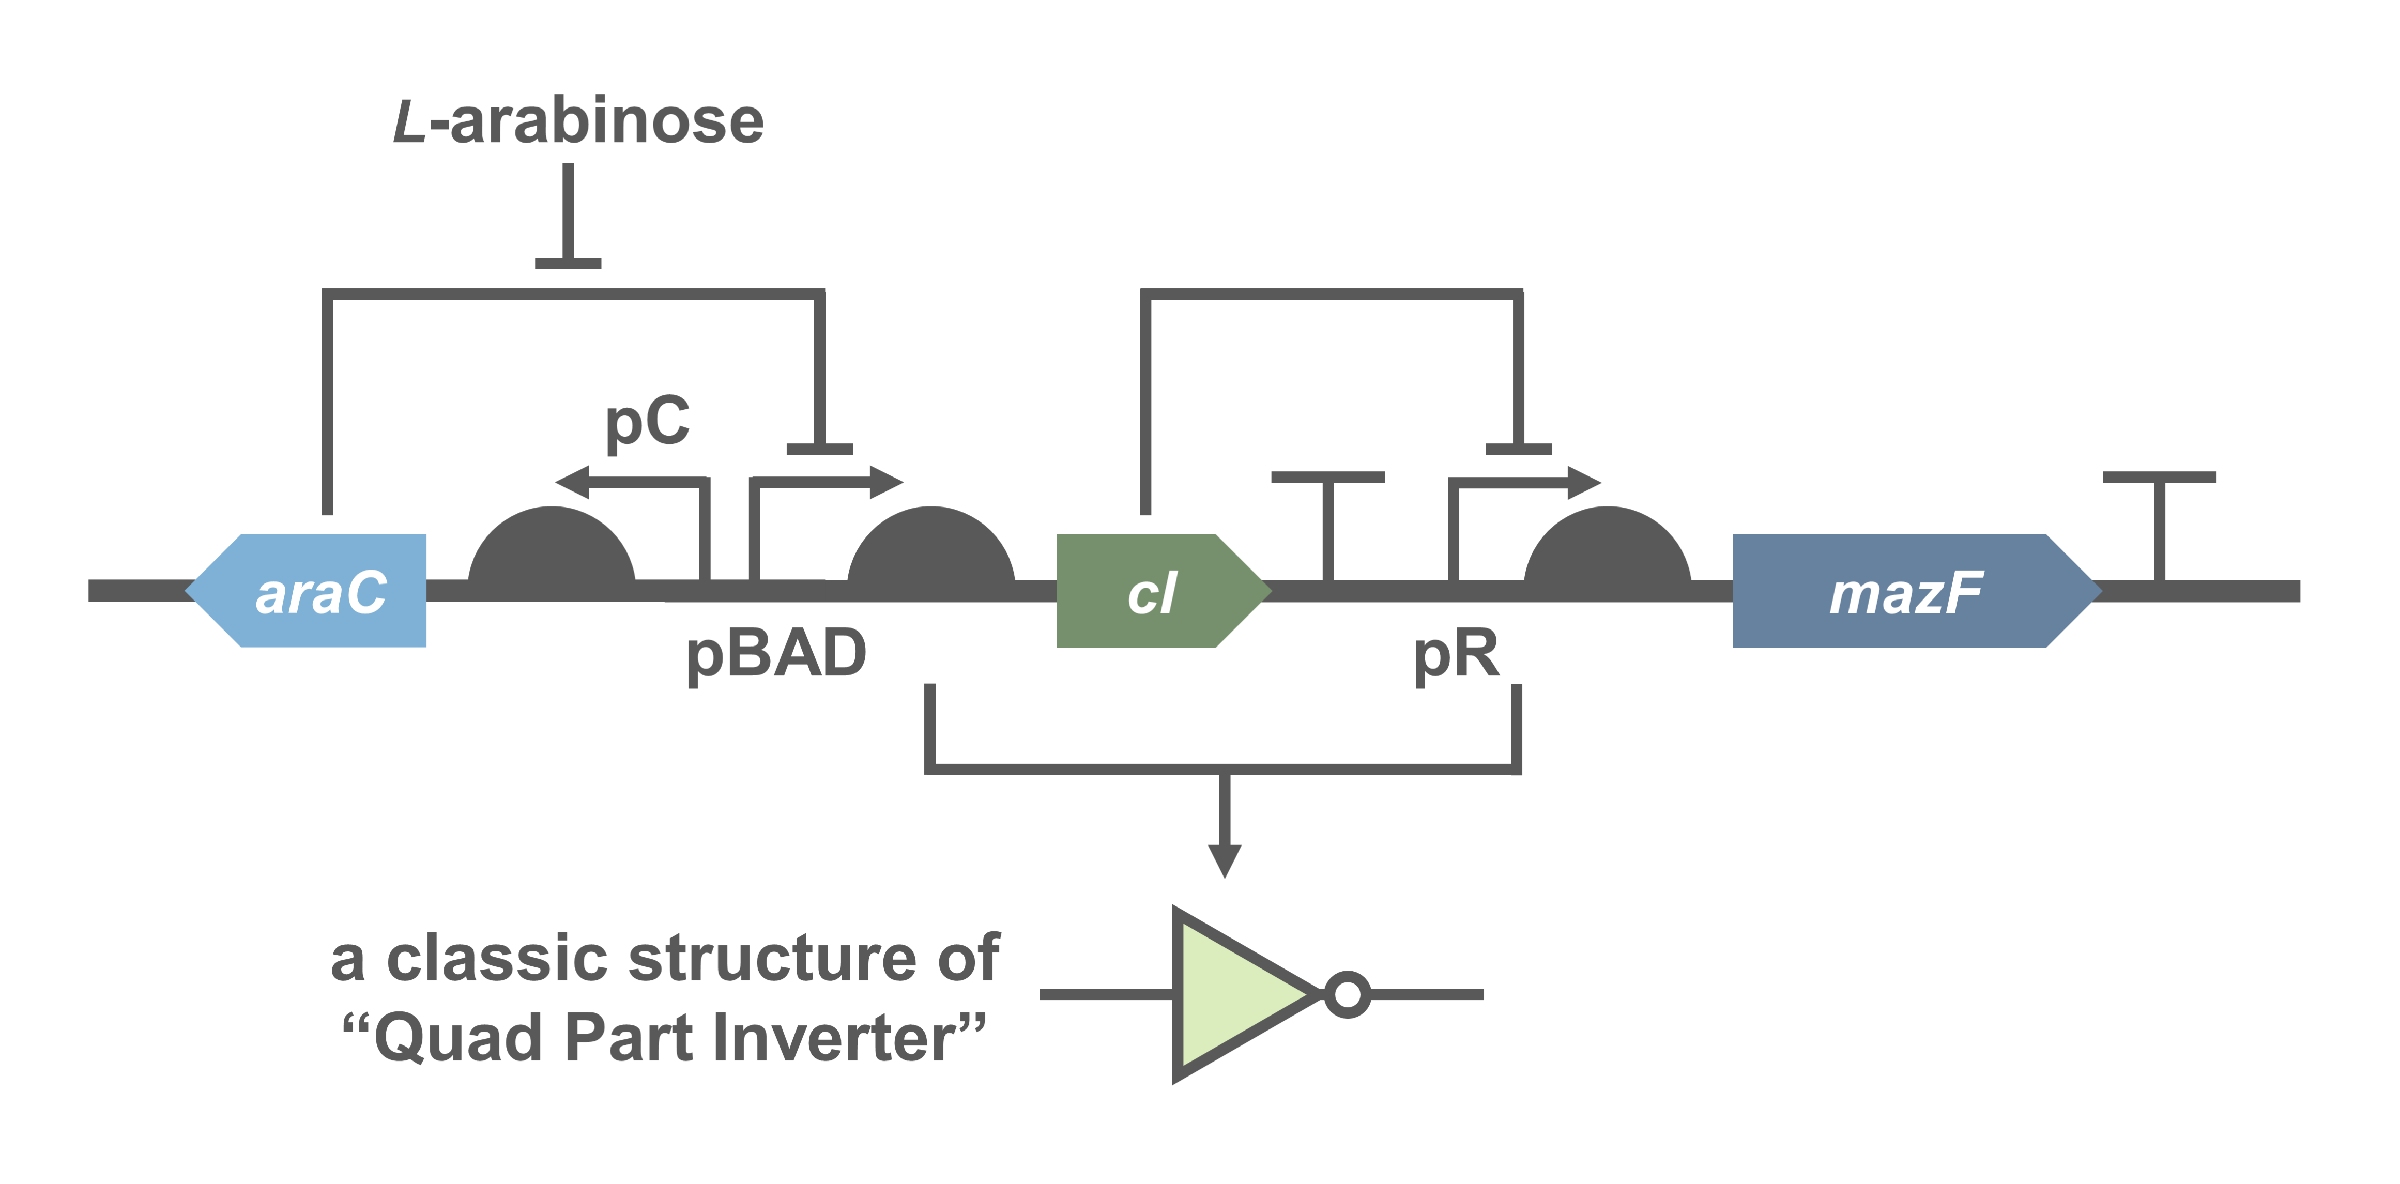 L-arabinose
pC
araC
cI
mazF
pBAD
pR
a classic structure of
“Quad Part Inverter”